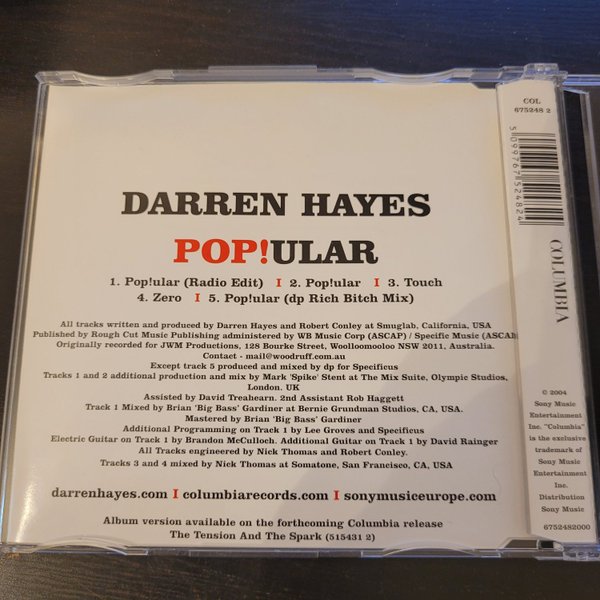 DARREN HAYES
POP!ULAR
1. Pop!ular (Radio Edit) I 2. Pop!ular I 3. Touch
4. Zero I 5. Pop!ular (dp Rich Bitch Mix)
All tracks written and produced by Darren Hayes and Robert Conley at Smuglab, California, USA
Published by Rough Cut Music Publishing administered by WB Music Corp (ASCAP) / Specific Music (ASCAP)
Originally recorded for JWM Productions, 128 Bourke Street, Woolloomooloo NSW 2011, Australia.
Contact - mail@woodruff.com.au
Except track 5 produced and mixed by dp for Specificus
Tracks 1 and 2 additional production and mix by Mark 'Spike' Stent at The Mix Suite, Olympic Studios,
London. UK
Assisted by David Treahearn. 2nd Assistant Rob Haggett
Track 1 Mixed by Brian 'Big Bass' Gardiner at Bernie Grundman Studios, CA, USA.
Mastered by Brian 'Big Bass' Gardiner
Additional Programming on Track 1 by Lee Groves and Specificus
Electric Guitar on Track 1 by Brandon McCulloch. Additional Guitar on Track 1 by David Rainger
All Tracks engineered by Nick Thomas and Robert Conley.
Tracks 3 and 4 mixed by Nick Thomas at Somatone, San Francisco, CA, USA
darrenhayes.com I columbiarecords.com I sonymusiceurope.com
Album version available on the forthcoming Columbia release
The Tension And The Spark (515431 2)
COL
675248 2
5 099767 524824
COLUMBIA
© 2004
Sony Music
Entertainment
Inc. "Columbia"
is the exclusive
trademark of
Sony Music
Entertainment
Inc.
Distribution
Sony Music
6752482000